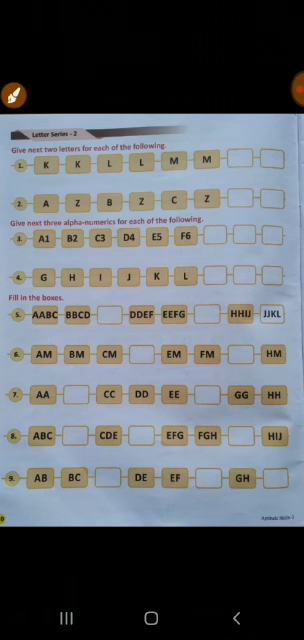 Letter Series - 2
Give next two letters for each of the following.
1. K K L L M M
2. A Z B Z C Z
Give next three alpha-numerics for each of the following.
3. A1 B2 C3 D4 E5 F6
4. G H I J K L
Fill in the boxes.
5. AABC BBCD DDEF EEFG HHIJ JJKL
6. AM BM CM EM FM HM
7. AA CC DD EE GG HH
8. ABC CDE EFG FGH HIJ
9. AB BC DE EF GH
Aptitude Skills-2